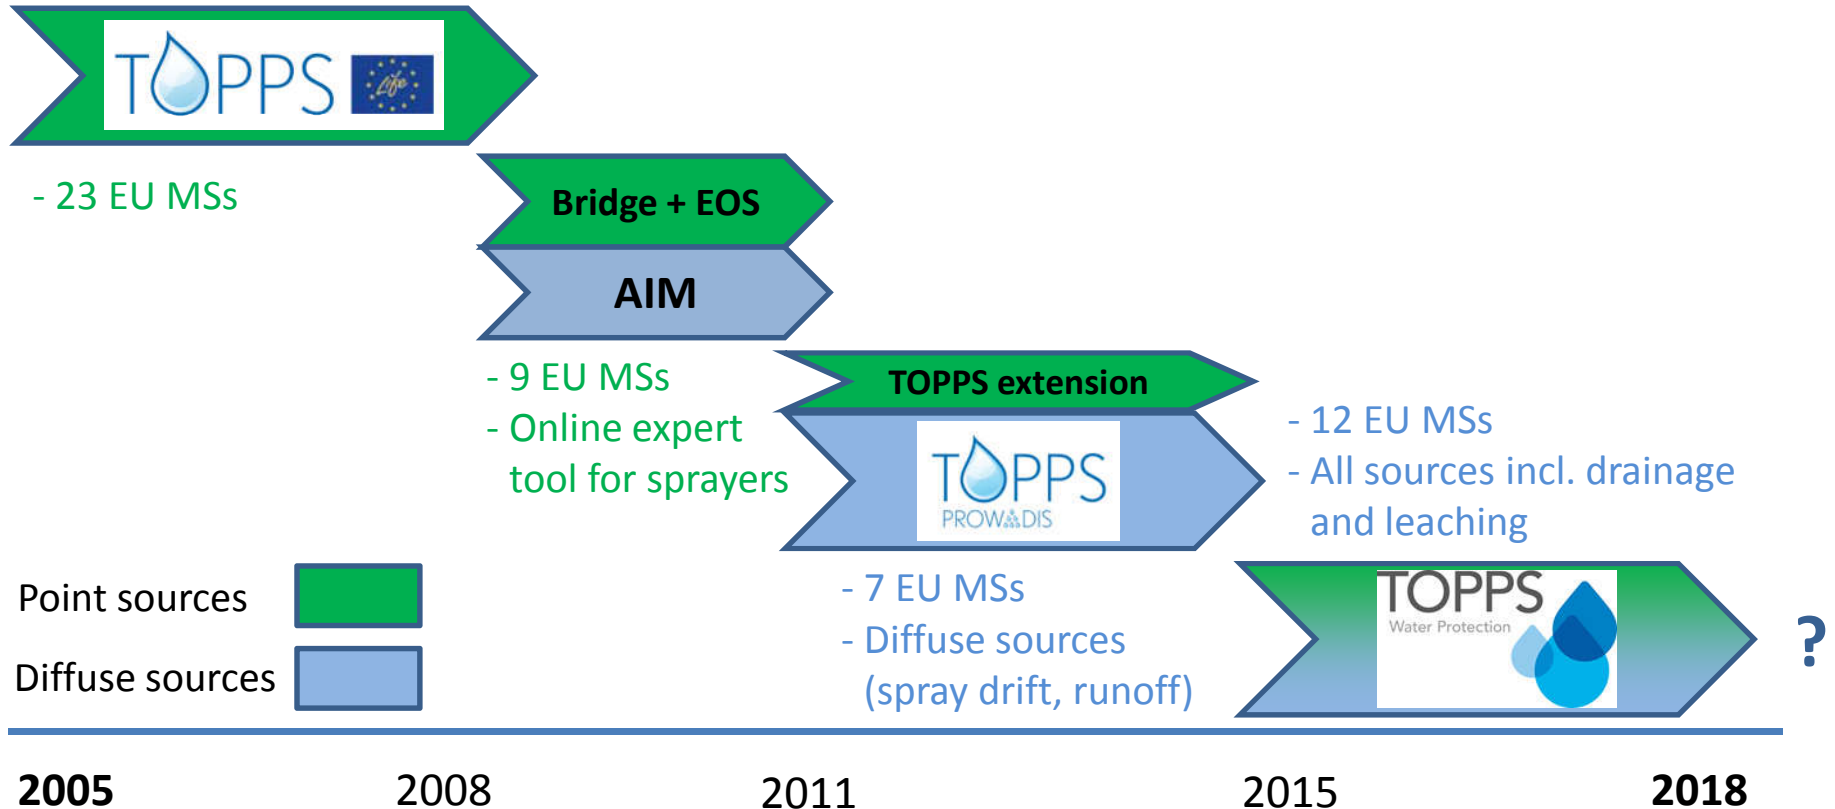 TOPPS Life
- 23 EU MSs
Bridge + EOS
AIM
- 9 EU MSs
- Online expert
tool for sprayers
TOPPS extension
TOPPS
PROWADIS
- 12 EU MSs
- All sources incl. drainage
and leaching
- 7 EU MSs
- Diffuse sources
(spray drift, runoff)
TOPPS
Water Protection
?
Point sources
Diffuse sources
2005 2008 2011 2015 2018